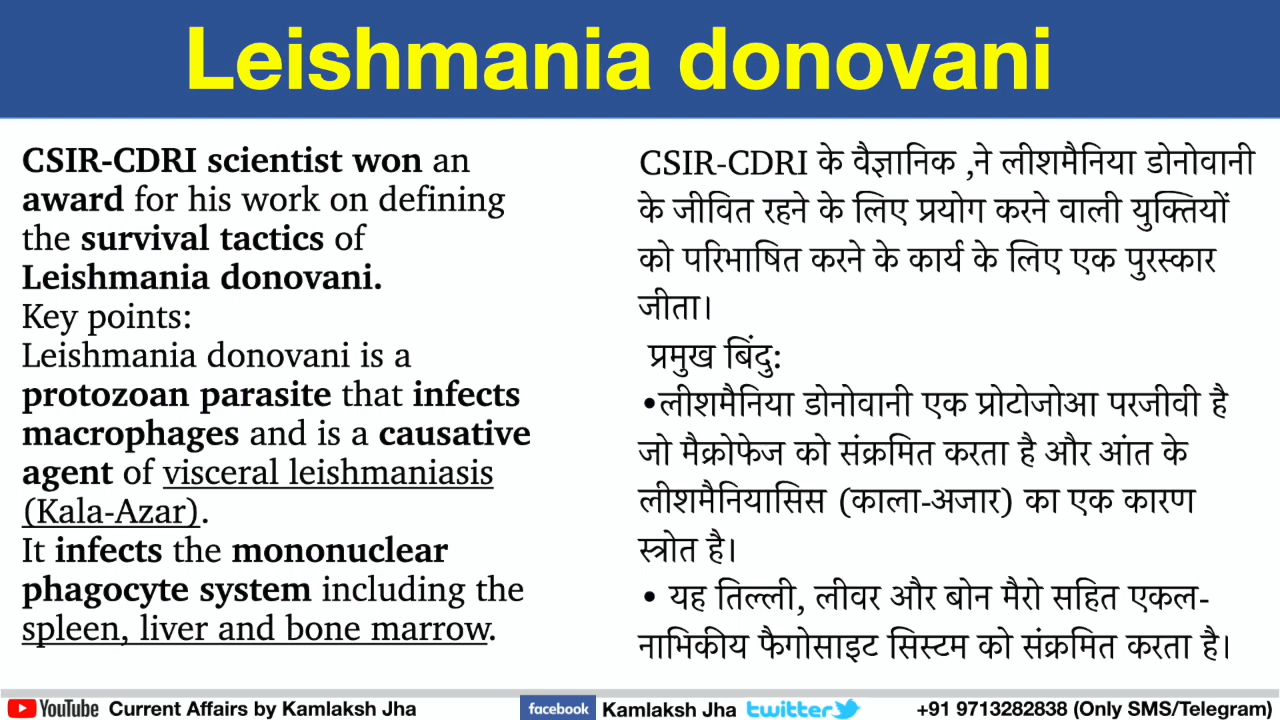 Leishmania donovani
CSIR-CDRI scientist won an
award for his work on defining
the survival tactics of
Leishmania donovani.
Key points:
Leishmania donovani is a
protozoan parasite that infects
macrophages and is a causative
agent of visceral leishmaniasis
(Kala-Azar).
It infects the mononuclear
phagocyte system including the
spleen, liver and bone marrow.
CSIR-CDRI के वैज्ञानिक ,ने लीशमैनिया डोनोवानी
के जीवित रहने के लिए प्रयोग करने वाली युक्तियों
को परिभाषित करने के कार्य के लिए एक पुरस्कार
जीता।
प्रमुख बिंदु:
•लीशमैनिया डोनोवानी एक प्रोटोजोआ परजीवी है
जो मैक्रोफेज को संक्रमित करता है और आंत के
लीशमैनियासिस (काला-अजार) का एक कारण
स्त्रोत है।
• यह तिल्ली, लीवर और बोन मैरो सहित एकल-
नाभिकीय फैगोसाइट सिस्टम को संक्रमित करता है।
YouTube Current Affairs by Kamlaksh Jha facebook Kamlaksh Jha twitter +91 9713282838 (Only SMS/Telegram)